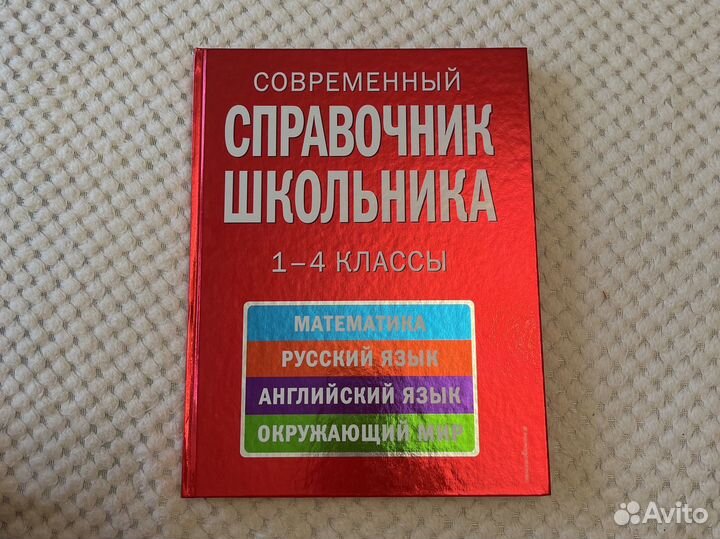 СОВРЕМЕННЫЙ
СПРАВОЧНИК
ШКОЛЬНИКА
1–4 КЛАССЫ
МАТЕМАТИКА
РУССКИЙ ЯЗЫК
АНГЛИЙСКИЙ ЯЗЫК
ОКРУЖАЮЩИЙ МИР
Avito